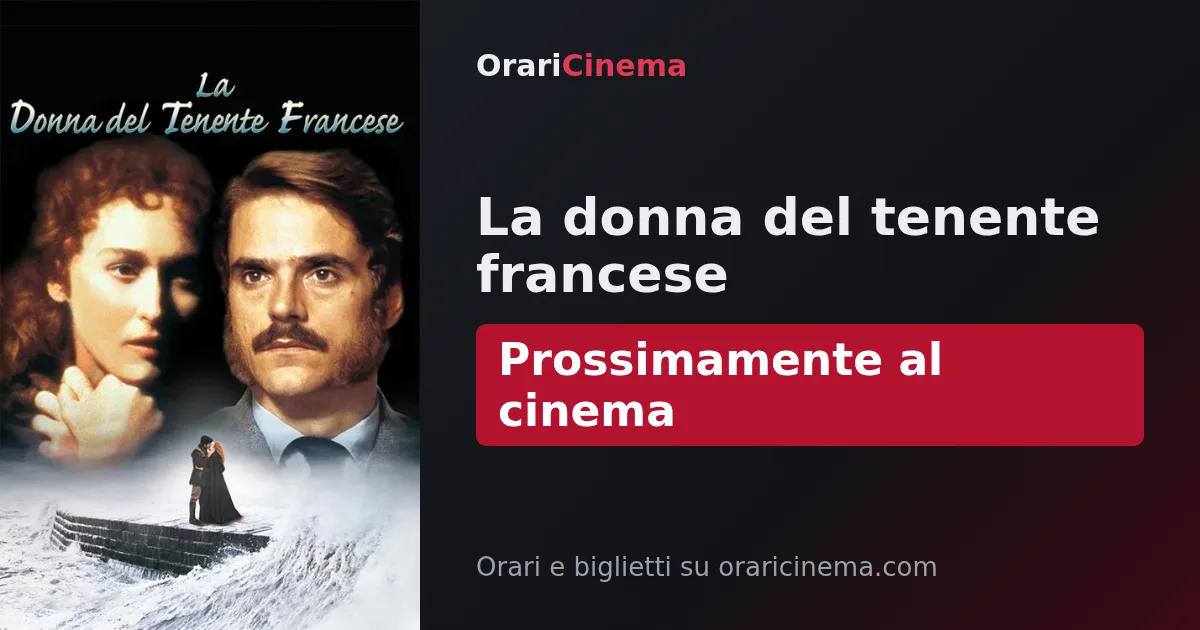 La
Donna del Tenente Francese
OrariCinema
La donna del tenente
francese
Prossimamente al
cinema
Orari e biglietti su oraricinema.com